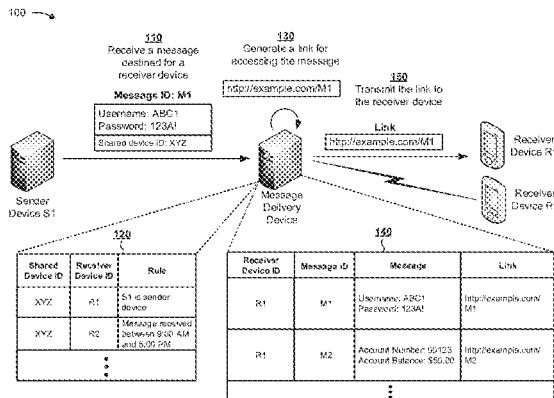 100
110
Receive a message
destined for a
receiver device
Message ID: M1
Username: ABC1
Password: 123A!
Shared device ID: XYZ
130
Generate a link for
accessing the message
http://example.com/M1
150
Transmit the link to
the receiver device
Link
http://example.com/M1
Sender
Device S1
Message
Delivery
Device
Receiver
Device R1
Receiver
120
Shared
Device ID
Receiver
Device ID
Rule
XYZ
R1
S1 is sender
device
XYZ
R2
Message received
between 9:00 AM
and 5:00 PM
140
Receiver
Device ID
Message ID
Message
Link
R1
M1
Username: ABC1
Password: 123A!
http://example.com/
M1
R1
M2
Account Number:
Account Balance:
http://example.com/
M2